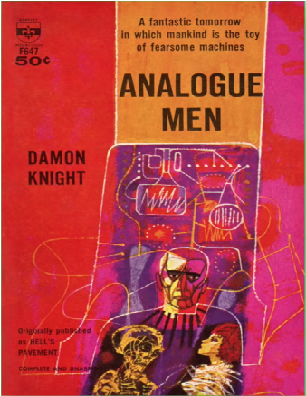 F647
50¢
A fantastic tomorrow
in which mankind is the toy
of fearsome machines
ANALOGUE
MEN
DAMON
KNIGHT
Originally published
as HELL'S
PAVEMENT
COMPLETE AND